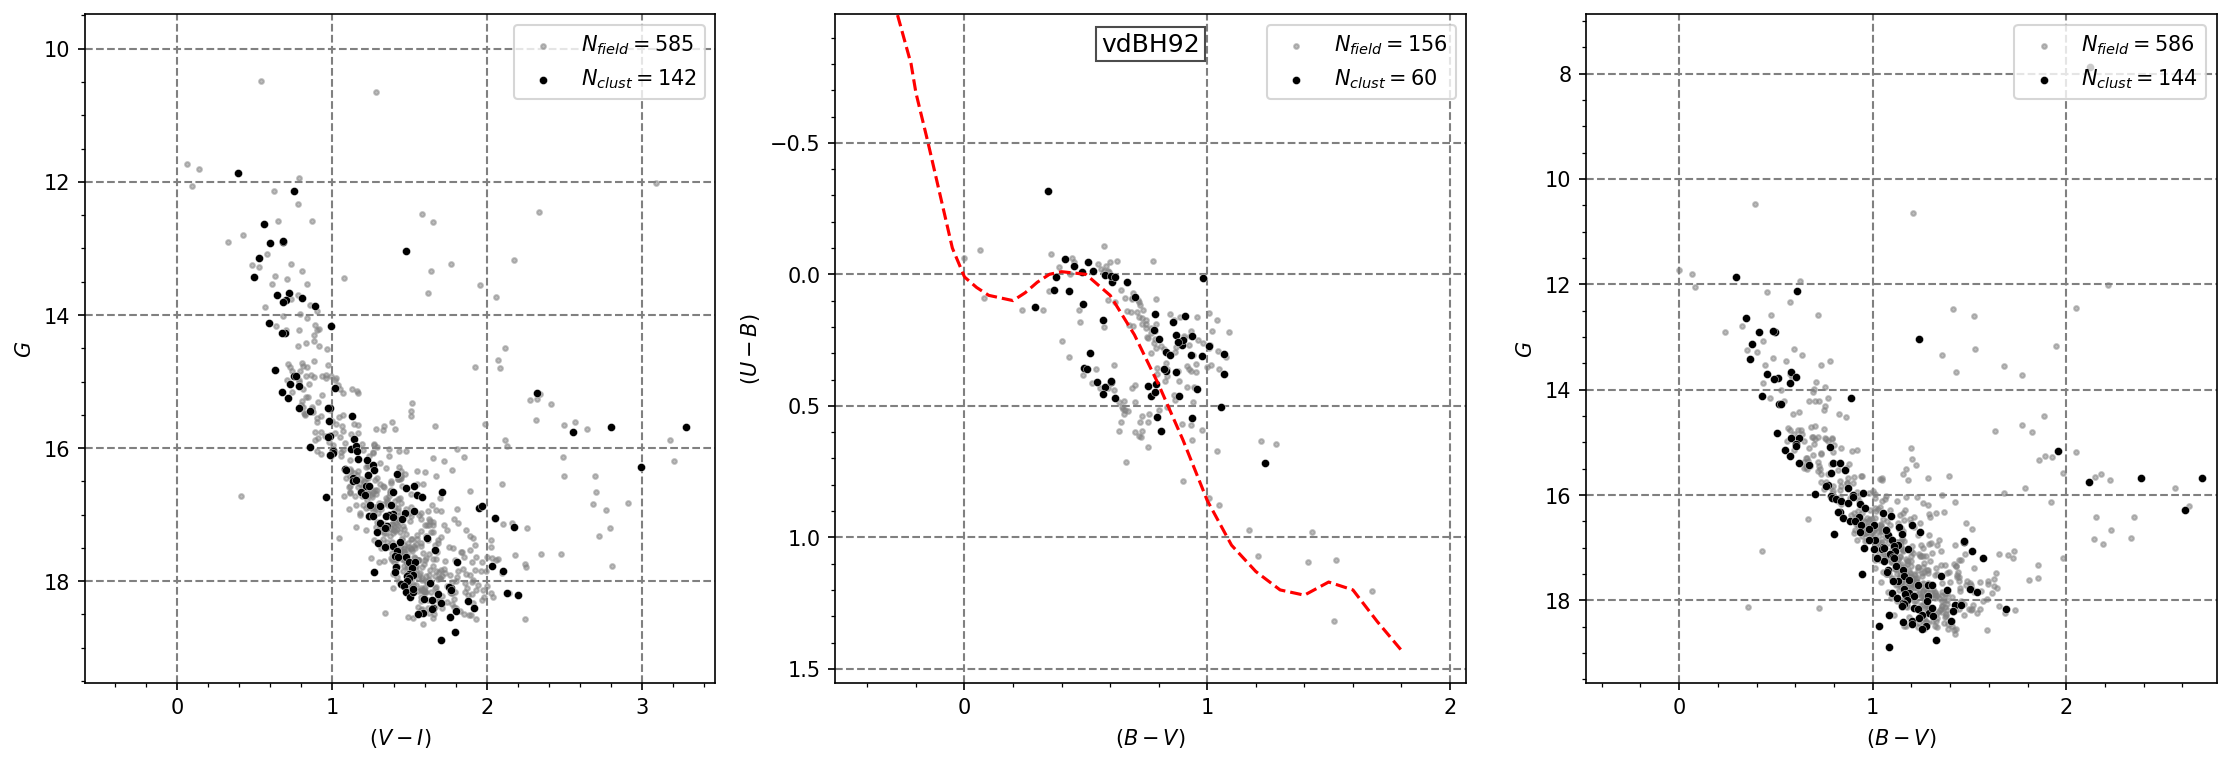 N_field = 585
N_clust = 142
10
12
14
16
18
G
0
1
2
3
(V − I)
vdBH92
N_field = 156
N_clust = 60
−0.5
0.0
0.5
1.0
1.5
(U − B)
0
1
2
(B − V)
N_field = 586
N_clust = 144
8
10
12
14
16
18
G
0
1
2
(B − V)